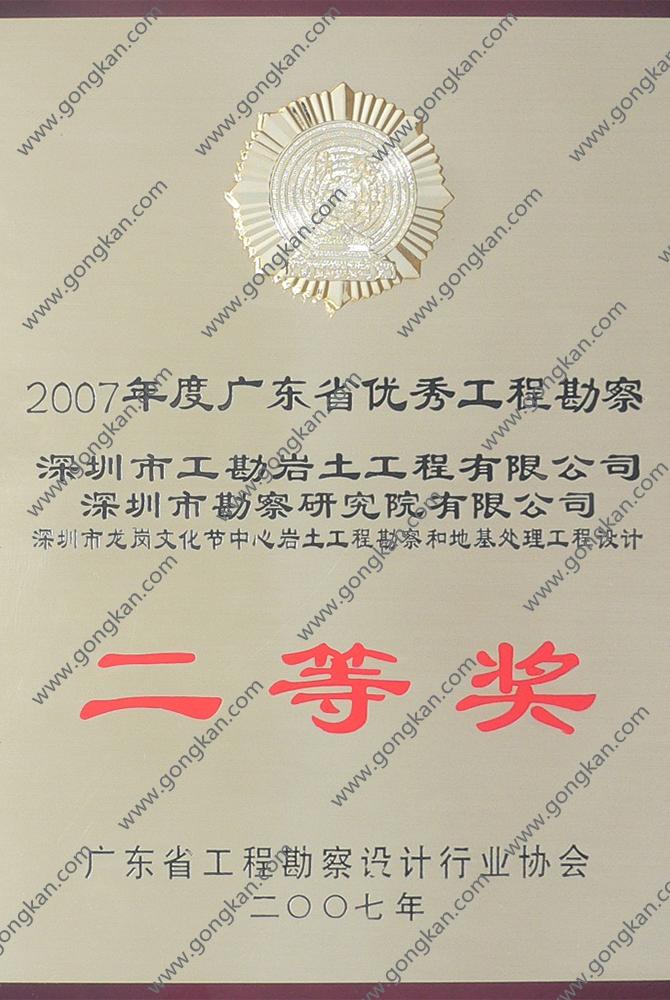 2007年度广东省优秀工程勘察
深圳市工勘岩土工程有限公司
深圳市勘察研究院有限公司
深圳市龙岗文化节中心岩土工程勘察和地基处理工程设计
二等奖
广东省工程勘察设计行业协会
二〇〇七年
www.gongkan.com